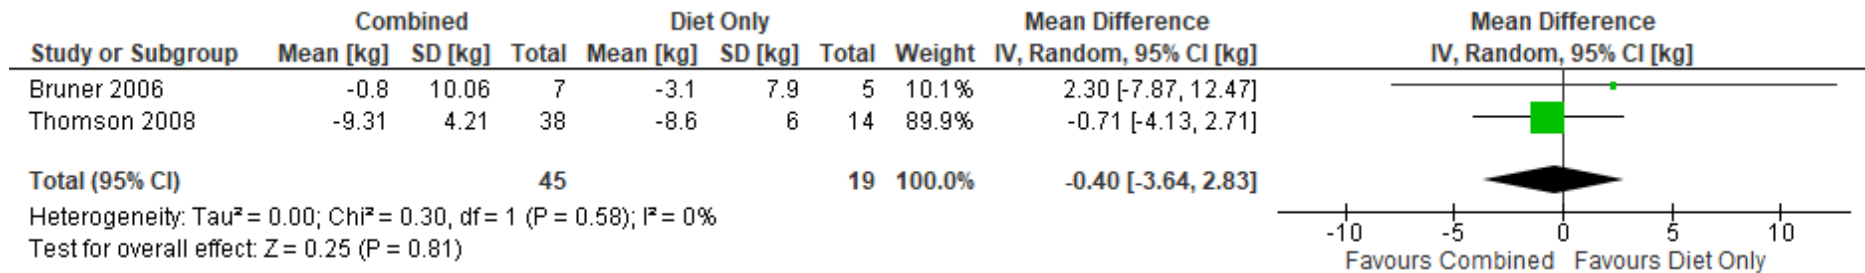 Combined Diet Only Mean Difference Mean Difference
Study or Subgroup Mean [kg] SD [kg] Total Mean [kg] SD [kg] Total Weight IV, Random, 95% CI [kg] IV, Random, 95% CI [kg]
Bruner 2006 -0.8 10.06 7 -3.1 7.9 5 10.1% 2.30 [-7.87, 12.47]
Thomson 2008 -9.31 4.21 38 -8.6 6 14 89.9% -0.71 [-4.13, 2.71]
Total (95% CI) 45 19 100.0% -0.40 [-3.64, 2.83]
Heterogeneity: Tau² = 0.00; Chi² = 0.30, df = 1 (P = 0.58); I² = 0%
Test for overall effect: Z = 0.25 (P = 0.81)
-10 -5 0 5 10
Favours Combined Favours Diet Only